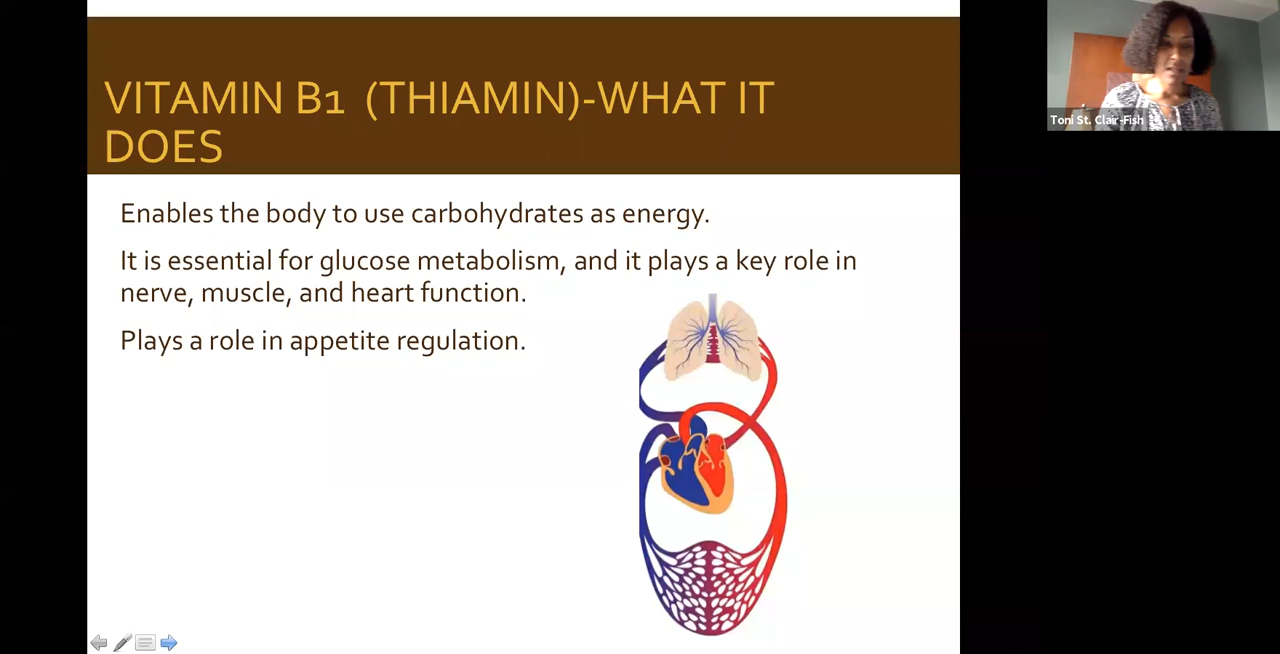 VITAMIN B1 (THIAMIN)-WHAT IT
DOES
Enables the body to use carbohydrates as energy.
It is essential for glucose metabolism, and it plays a key role in
nerve, muscle, and heart function.
Plays a role in appetite regulation.
Toni St. Clair-Fish